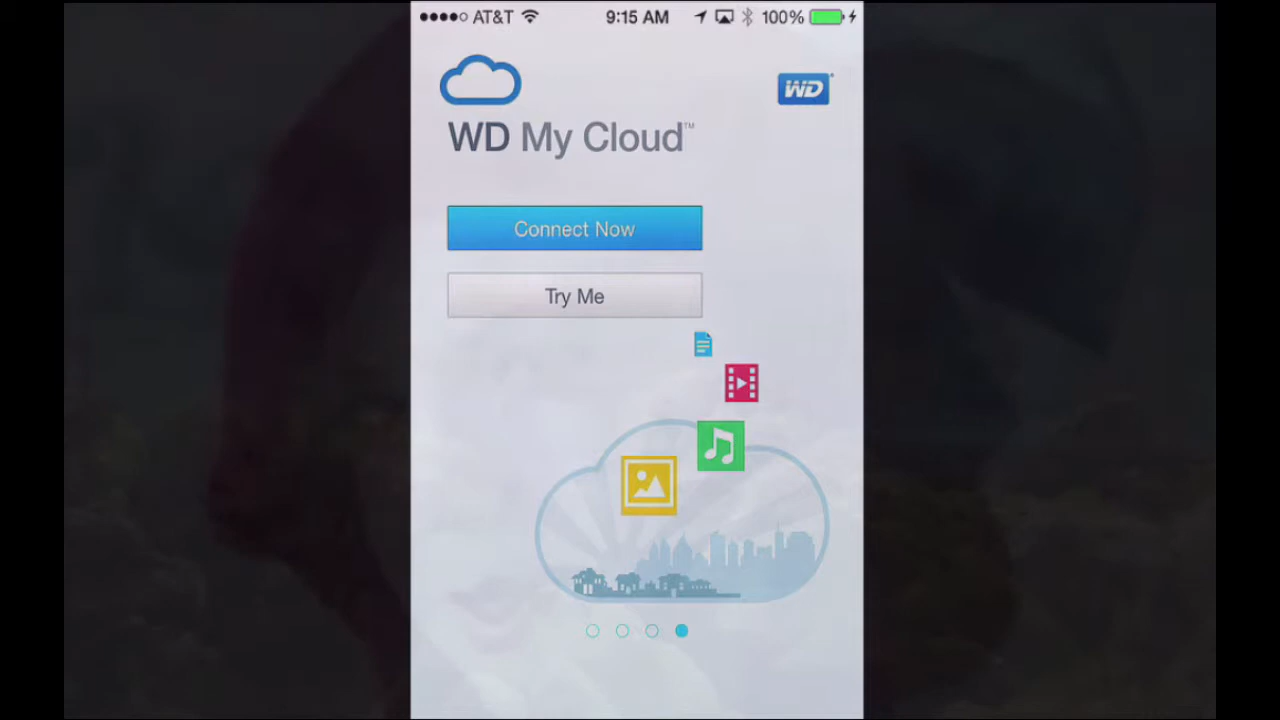 AT&T 9:15 AM 100%
WD
WD My Cloud™
Connect Now
Try Me